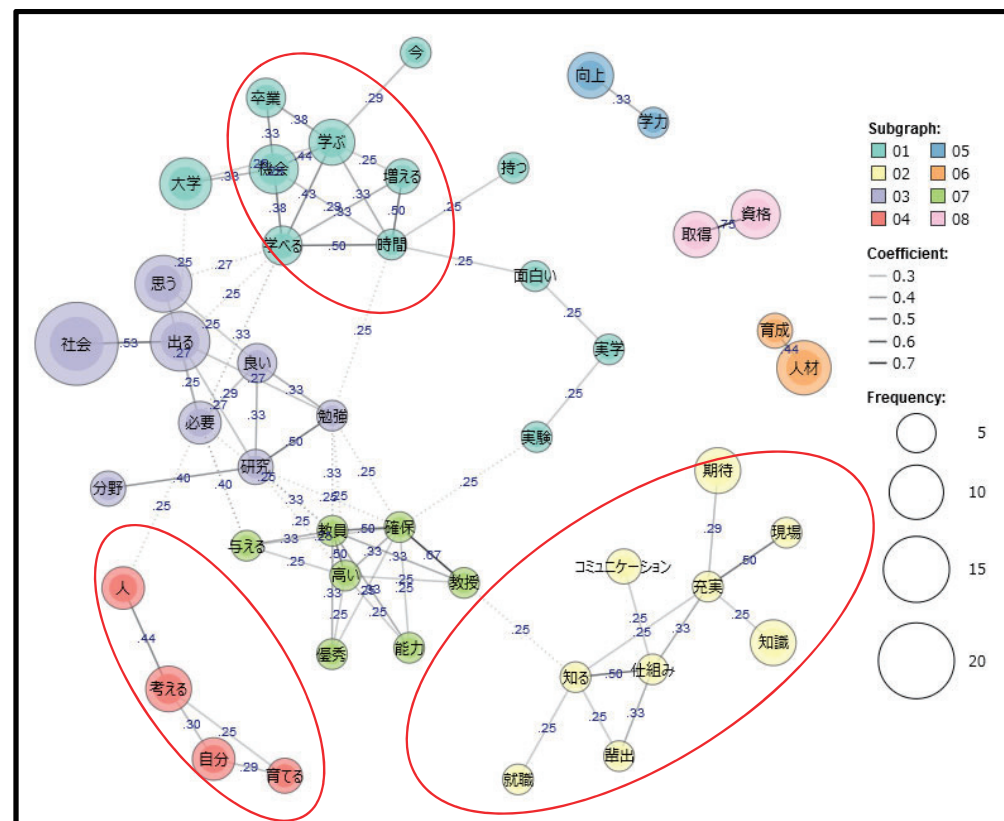 今
.29
卒業
.38
.33
学ぶ
.44
.25
機会
増える
大学
.33
.43
.33
.29
.33
.38
.50
学べる
.50
時間
持つ
.25
.25
面白い
.25
実学
.25
実験
.25
向上
.33
学力
取得
.75
資格
育成
.44
人材
思う
.25
.27
.25
.25
社会
.53
出る
.27
良い
.33
.25
.25
.29
.27
.33
.27
.33
必要
勉強
.50
研究
分野
.40
.40
.25
.25
.33
.25
.33
.25
.25
与える
.33
教員
.50
確保
.67
.25
.50
.33
.33
高い
.25
教授
.33
.25
.25
.25
優秀
能力
.25
人
.44
考える
.30
.25
自分
.29
育てる
期待
.29
現場
.50
コミュニケーション
充実
.25
.25
.25
.33
知識
知る
.50
仕組み
.25
.33
.25
輩出
就職
Subgraph:
01 05
02 06
03 07
04 08
Coefficient:
0.3
0.4
0.5
0.6
0.7
Frequency:
5
10
15
20